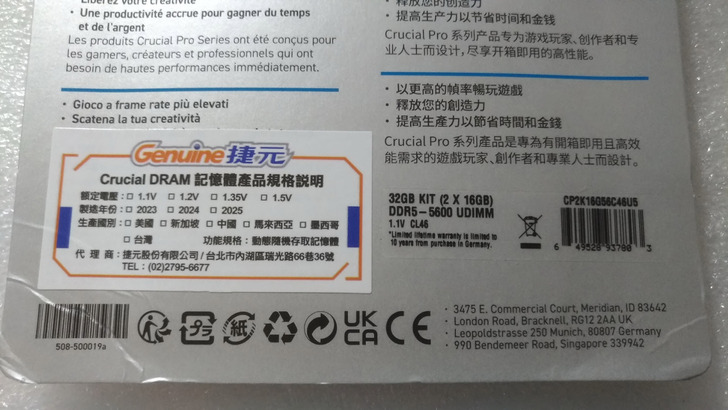 Libérez votre créativité
• Une productivité accrue pour gagner du temps
et de l'argent
Les produits Crucial Pro Series ont été conçus pour
les gamers, créateurs et professionnels qui ont
besoin de hautes performances immédiatement.
• Gioco a frame rate più elevati
• Scatena la tua creatività
• 释放您的创造力
• 提高生产力以节省时间和金钱
Crucial Pro 系列产品专为游戏玩家、创作者和专
业人士而设计，尽享开箱即用的高性能。
• 以更高的幀率暢玩遊戲
• 釋放您的創造力
• 提高生產力以節省時間和金錢
Crucial Pro 系列產品是專為有開箱即用且高效
能需求的遊戲玩家、創作者和專業人士而設計。
Genuine捷元
Crucial DRAM 記憶體產品規格説明
額定電壓：□ 1.1V □ 1.2V □ 1.35V □ 1.5V
製造年份：□ 2023 □ 2024 □ 2025
生產國別：□ 美國 □ 新加坡 □ 中國 □ 馬來西亞 □ 墨西哥
□ 台灣 功能規格：動態隨機存取記憶體
代 理 商：捷元股份有限公司 / 台北市內湖區瑞光路66巷36號
TEL：(02)2795-6677
32GB KIT (2 X 16GB)
DDR5-5600 UDIMM
1.1V CL46
*Limited lifetime warranty is limited to
10 years from purchase in Germany.
CP2K16G56C46U5
6 49528 93700 3
508-500019a
紙
UK
CA
CE
• 3475 E. Commercial Court, Meridian, ID 83642
• London Road, Bracknell, RG12 2AA UK
• Leopoldstrasse 250 Munich, 80807 Germany
• 990 Bendemeer Road, Singapore 339942